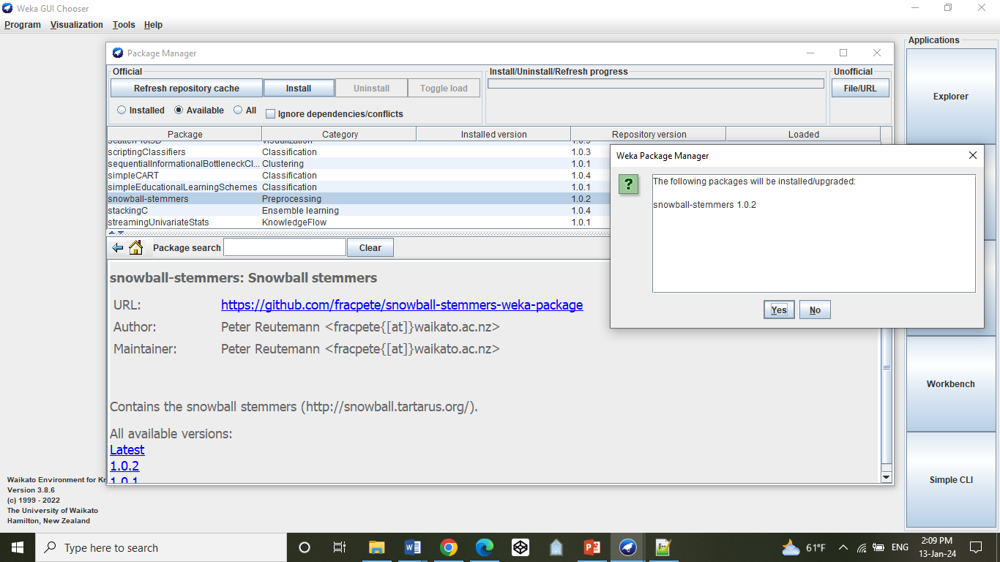 Weka GUI Chooser
Program Visualization Tools Help
Applications
Package Manager
Official
Install/Uninstall/Refresh progress
Unofficial
Refresh repository cache Install Uninstall Toggle load
File/URL
Installed Available All Ignore dependencies/conflicts
Explorer
Package Category Installed version Repository version Loaded
scriptingClassifiers Classification 1.0.3
sequentialInformationalBottleneckCl... Clustering 1.0.1
simpleCART Classification 1.0.4
simpleEducationalLearningSchemes Classification 1.0.1
snowball-stemmers Preprocessing 1.0.2
stackingC Ensemble learning 1.0.4
streamingUnivariateStats KnowledgeFlow 1.0.1
Weka Package Manager
?
The following packages will be installed/upgraded:
snowball-stemmers 1.0.2
Yes No
Package search Clear
snowball-stemmers: Snowball stemmers
URL: https://github.com/fracpete/snowball-stemmers-weka-package
Author: Peter Reutemann <fracpete{[at]}waikato.ac.nz>
Maintainer: Peter Reutemann <fracpete{[at]}waikato.ac.nz>
Contains the snowball stemmers (http://snowball.tartarus.org/).
All available versions:
Latest
1.0.2
1.0.1
Workbench
Simple CLI
Waikato Environment for Kn
Version 3.8.6
(c) 1999 - 2022
The University of Waikato
Hamilton, New Zealand
Type here to search
61°F
ENG
2:09 PM
13-Jan-24